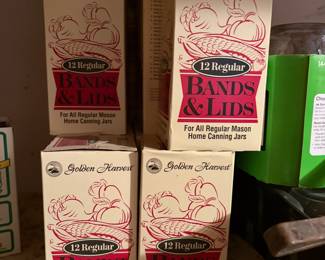 12 Regular
BANDS
& LIDS
For All Regular Mason
Home Canning Jars
12 Regular
BANDS
& LIDS
For All Regular Mason
Home Canning Jars
Golden Harvest
12 Regular
Golden Harvest
12 Regular